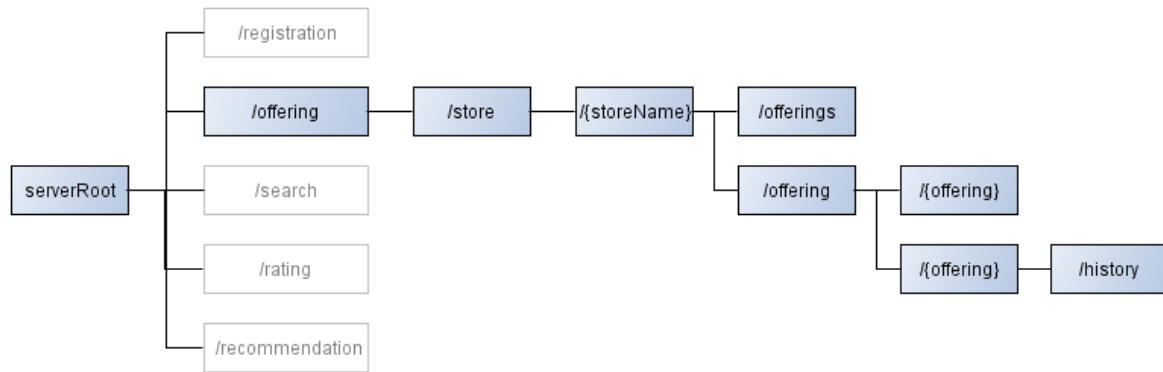 /registration
/offering
/store
/{storeName}
/offerings
serverRoot
/search
/offering
/{offering}
/rating
/{offering}
/history
/recommendation